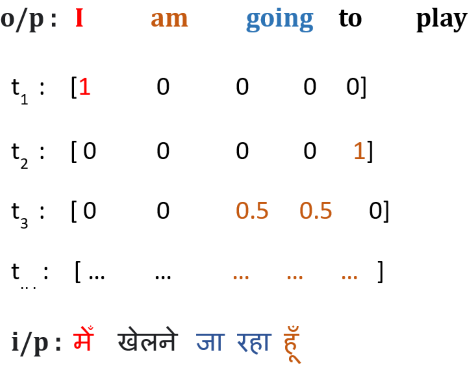 o/p : I am going to play
t1 : [1 0 0 0 0]
t2 : [ 0 0 0 0 1]
t3 : [ 0 0 0.5 0.5 0]
t... : [ ... ... ... ... ... ]
i/p : मेँ खेलने जा रहा हूँ